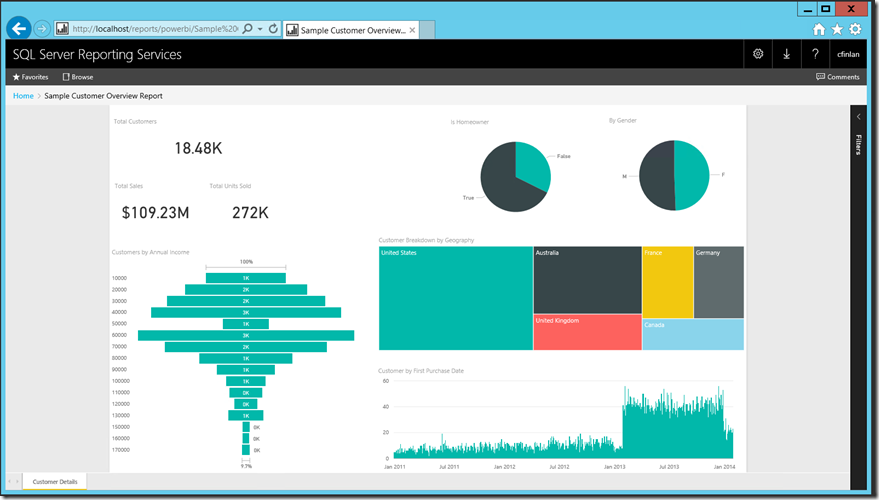 http://localhost/reports/powerbi/Sample%20
Sample Customer Overview...
SQL Server Reporting Services
cfinlan
Favorites
Browse
Comments
Home > Sample Customer Overview Report
Filters
Total Customers
18.48K
Total Sales
$109.23M
Total Units Sold
272K
Is Homeowner
False
True
By Gender
M
F
Customers by Annual Income
100%
10000 1K
20000 2K
30000 2K
40000 3K
50000 1K
60000 3K
70000 2K
80000 1K
90000 1K
100000 1K
110000 0K
120000 0K
130000 1K
150000 0K
160000 0K
170000 0K
9.7%
Customer Breakdown by Geography
United States
Australia
United Kingdom
France
Germany
Canada
Customer by First Purchase Date
60
40
20
0
Jan 2011 Jul 2011 Jan 2012 Jul 2012 Jan 2013 Jul 2013 Jan 2014
Customer Details